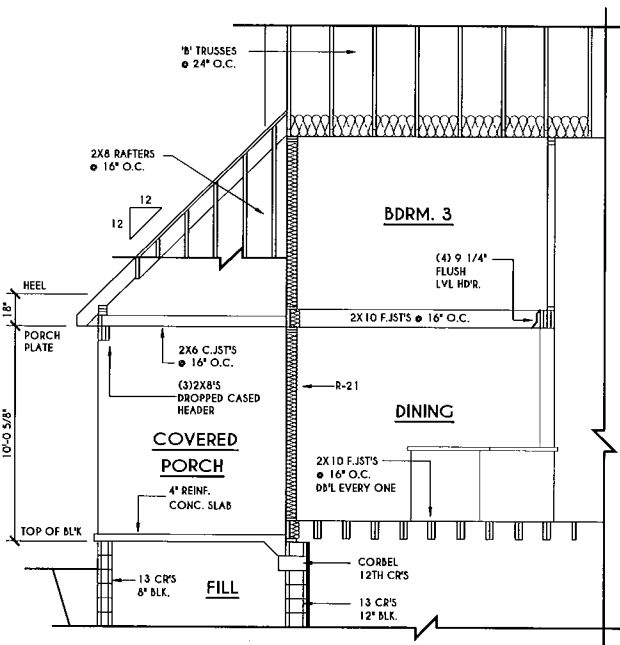 'B' TRUSSES
@ 24" O.C.
2X8 RAFTERS
@ 16" O.C.
12
12
BDRM. 3
(4) 9 1/4"
FLUSH
LVL HD'R.
HEEL
18"
2X10 F.JST'S @ 16" O.C.
PORCH
PLATE
2X6 C.JST'S
@ 16" O.C.
R-21
(3)2X8'S
DROPPED CASED
HEADER
DINING
10'-0 5/8"
COVERED
PORCH
2X10 F.JST'S
@ 16" O.C.
DB'L EVERY ONE
4" REINF.
CONC. SLAB
TOP OF BL'K
CORBEL
12TH CR'S
13 CR'S
8" BLK.
FILL
13 CR'S
12" BLK.